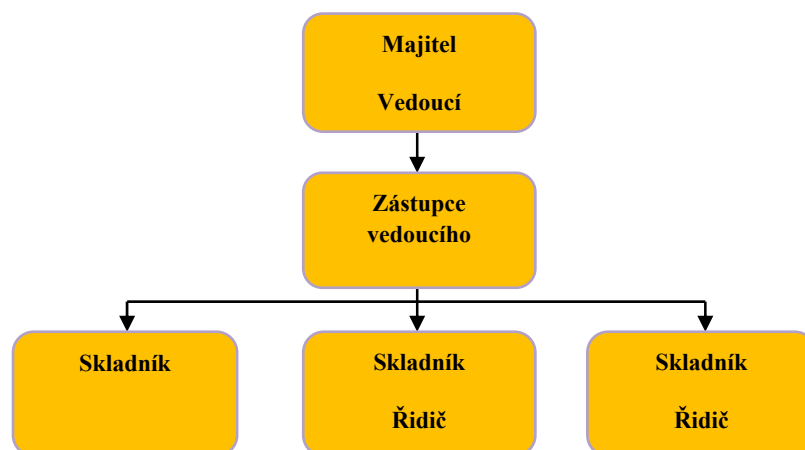 Majitel
Vedoucí
Zástupce
vedoucího
Skladník
Skladník
Řidič
Skladník
Řidič